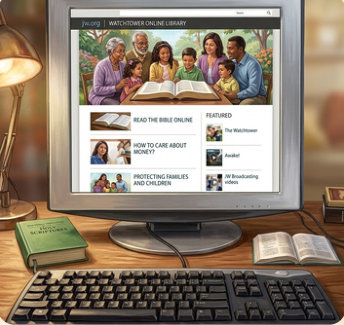 jw.org | WATCHTOWER ONLINE LIBRARY
READ THE BIBLE ONLINE
HOW TO CARE ABOUT
MONEY?
PROTECTING FAMILIES
AND CHILDREN
FEATURED
The Watchtower
Awake!
JW Broadcasting
videos
HOLY
SCRIPTURES